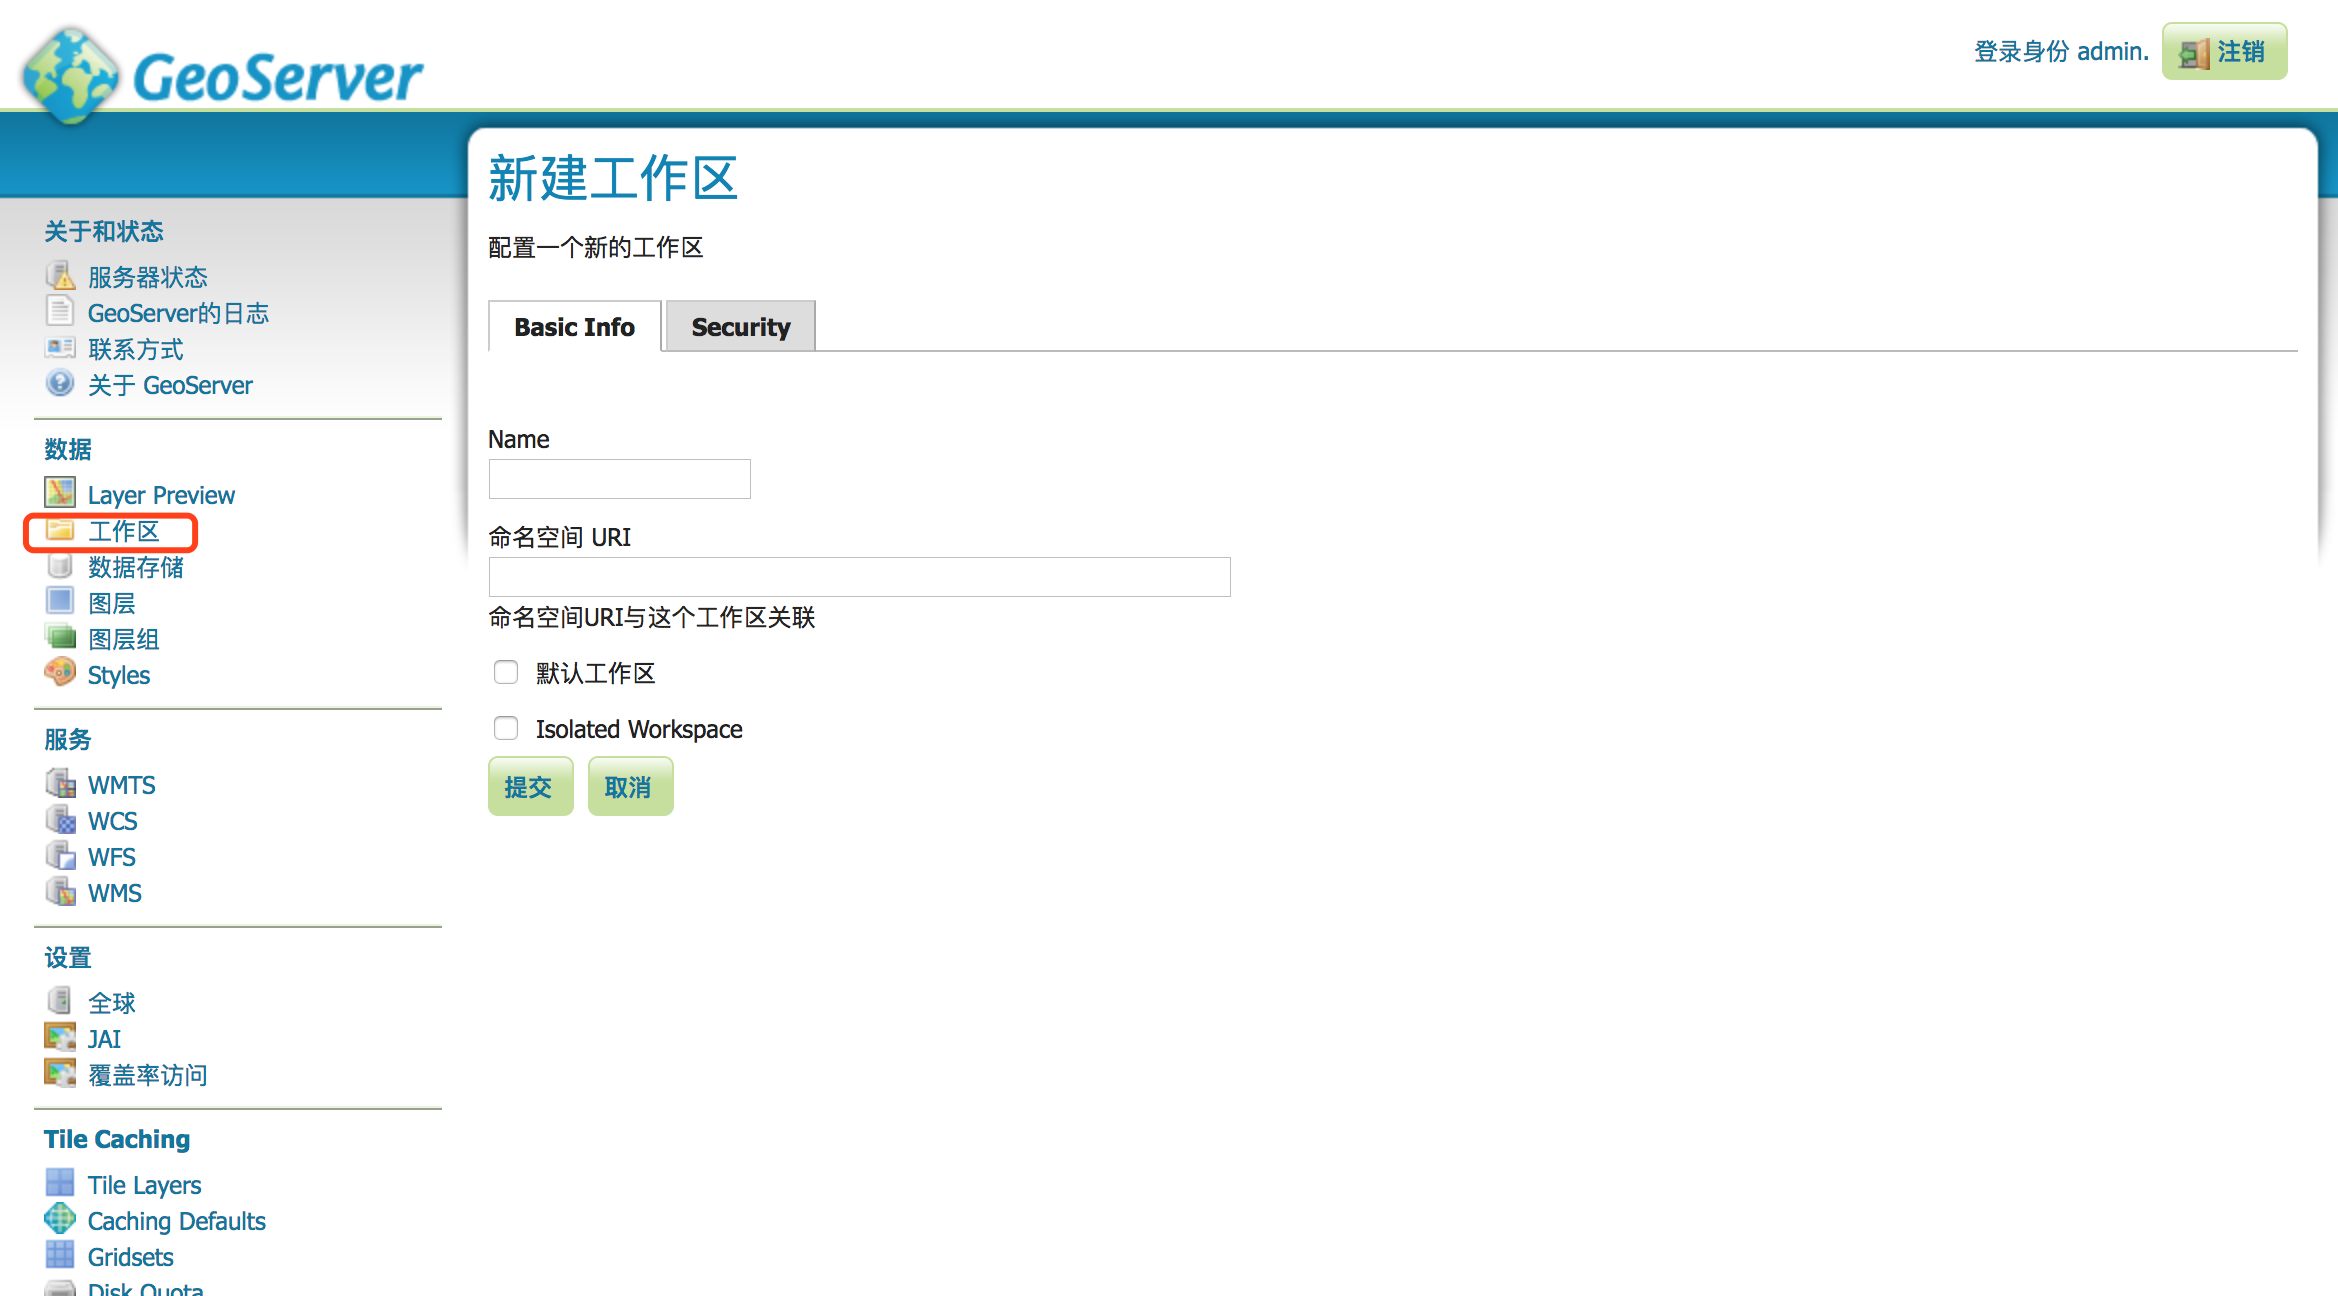 GeoServer
登录身份 admin.
注销
关于和状态
服务器状态
GeoServer的日志
联系方式
关于 GeoServer
数据
Layer Preview
工作区
数据存储
图层
图层组
Styles
服务
WMTS
WCS
WFS
WMS
设置
全球
JAI
覆盖率访问
Tile Caching
Tile Layers
Caching Defaults
Gridsets
Disk Quota
新建工作区
配置一个新的工作区
Basic Info
Security
Name
命名空间 URI
命名空间URI与这个工作区关联
默认工作区
Isolated Workspace
提交
取消